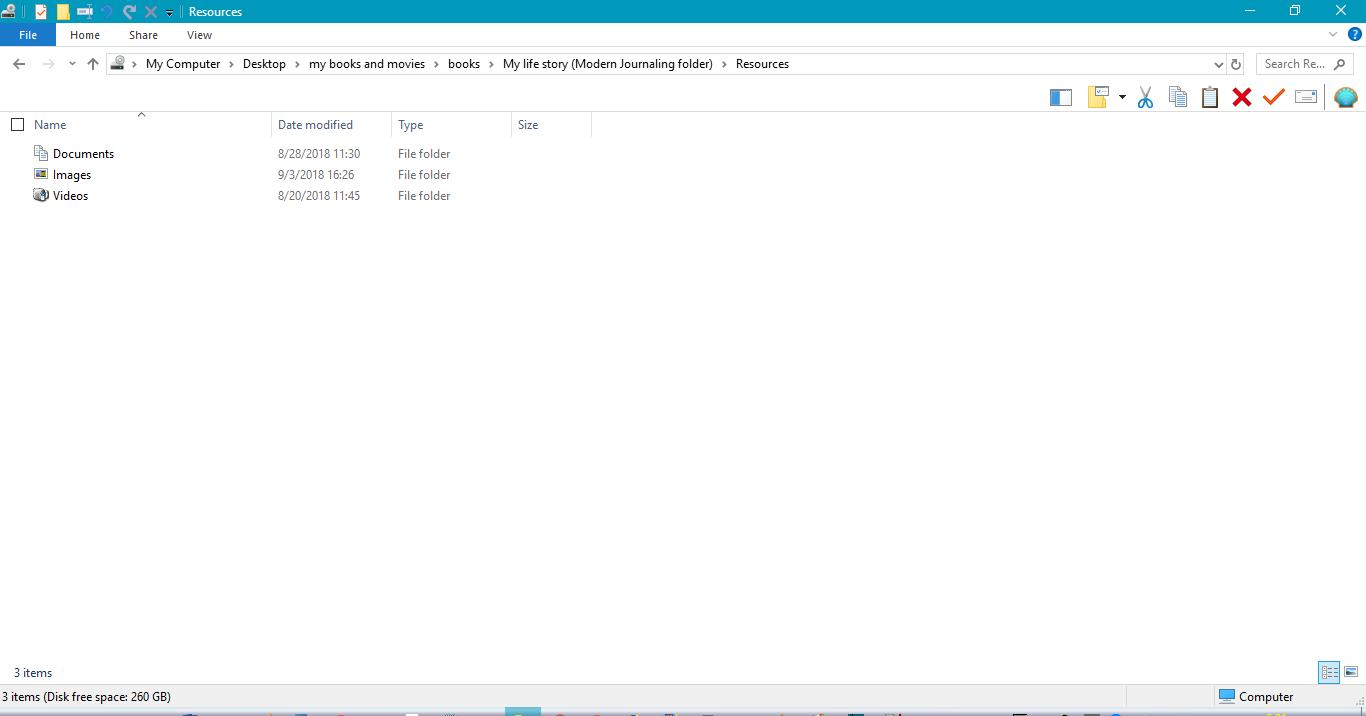 Resources
File Home Share View
My Computer Desktop my books and movies books My life story (Modern Journaling folder) Resources Search Re...
Name Date modified Type Size
Documents 8/28/2018 11:30 File folder
Images 9/3/2018 16:26 File folder
Videos 8/20/2018 11:45 File folder
3 items
3 items (Disk free space: 260 GB) Computer